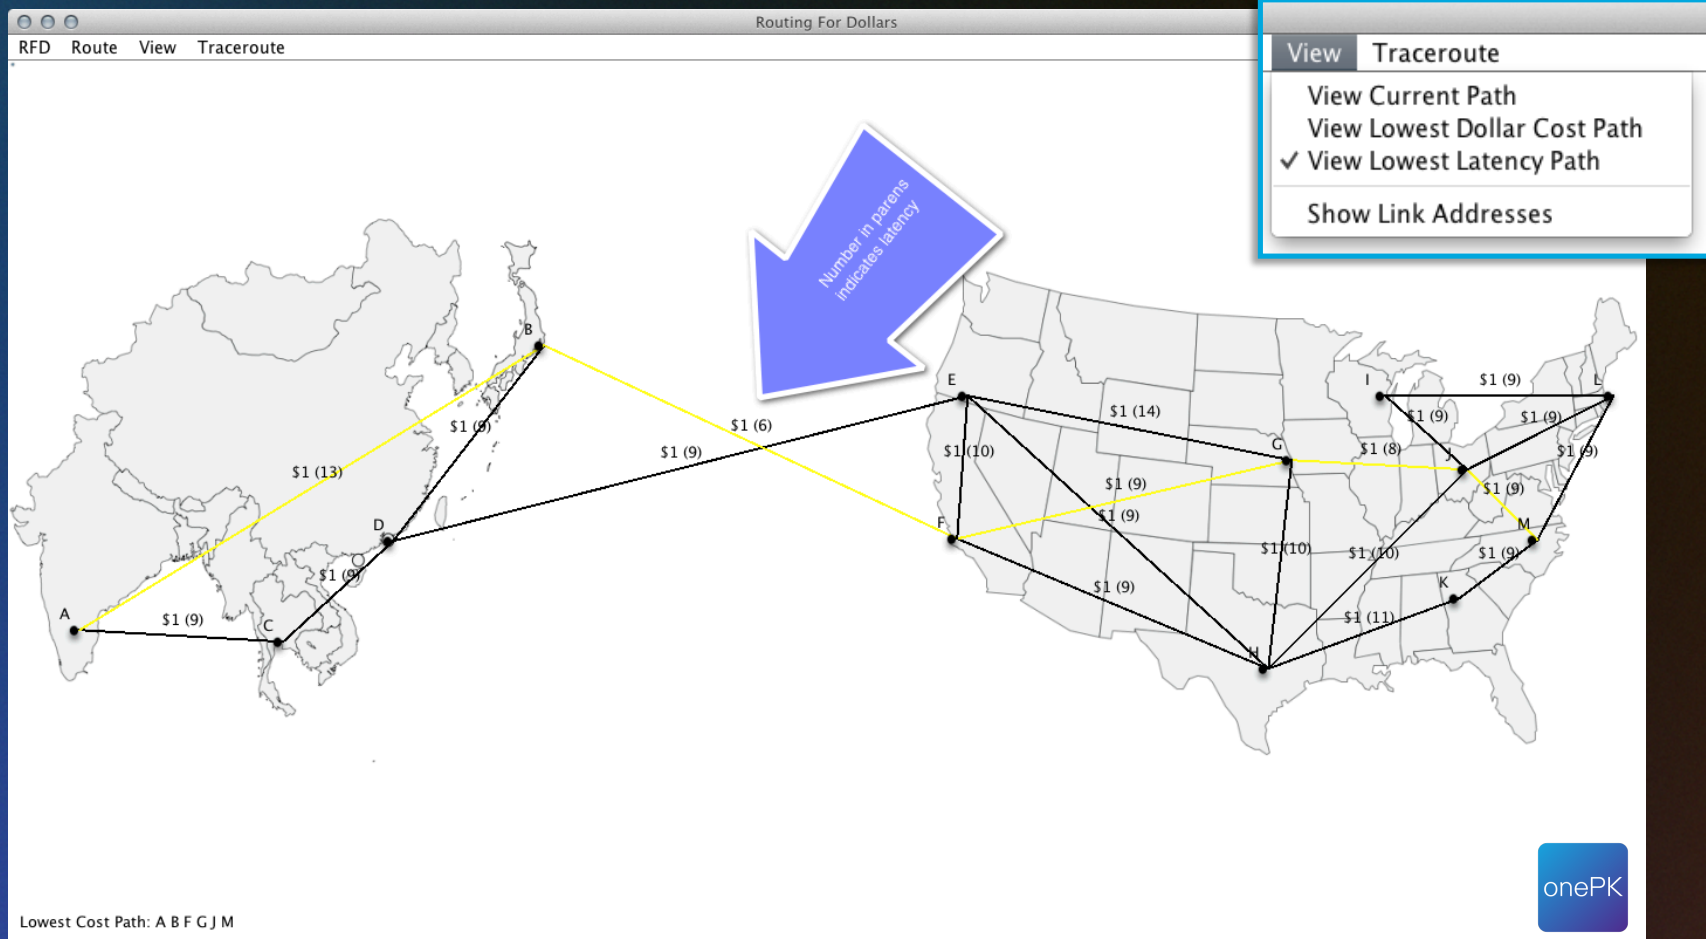 Routing For Dollars
RFD Route View Traceroute
View Traceroute
View Current Path
View Lowest Dollar Cost Path
✓ View Lowest Latency Path
Show Link Addresses
Number in parens
indicates latency
B
E
I
L
$1 (9)
$1 (14)
$1 (9)
$1 (9)
$1 (6)
$1 (9)
$1 (9)
$1 (10)
G
$1 (8)
J
$1 (9)
$1 (13)
$1 (9)
$1 (9)
D
F
$1 (9)
M
$1 (10)
$1 (10)
$1 (9)
$1 (9)
$1 (9)
K
A
$1 (9)
C
$1 (11)
H
onePK
Lowest Cost Path: A B F G J M